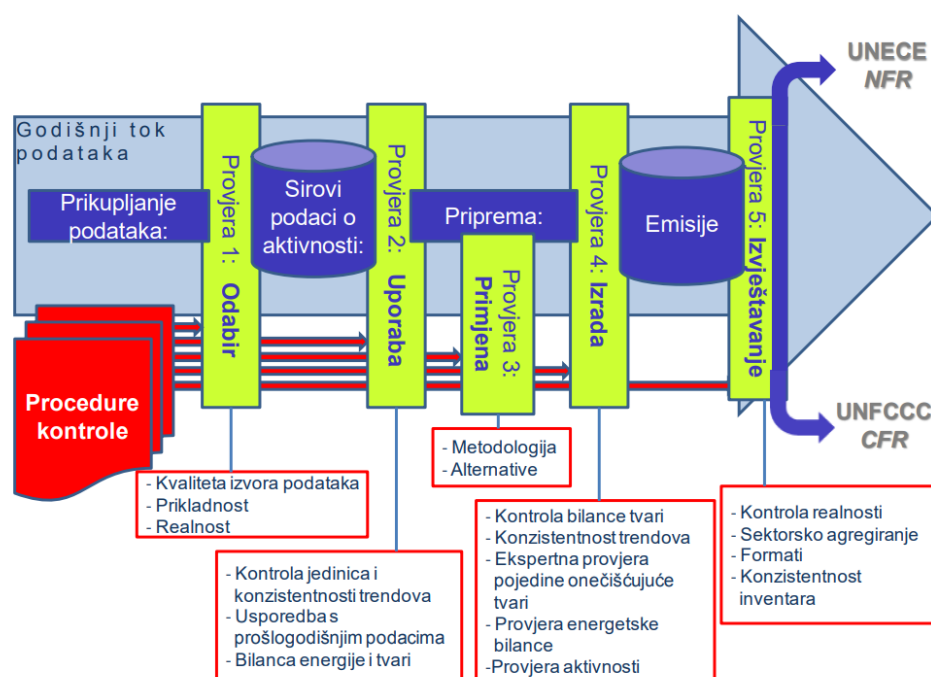 UNECE
NFR
Godišnji tok
podataka
Prikupljanje
podataka:
Provjera 1: Odabir
Sirovi
podaci o
aktivnosti:
Provjera 2: Uporaba
Priprema:
Provjera 3:
Primjena
Provjera 4: Izrada
Emisije
Provjera 5: Izvještavanje
Procedure
kontrole
UNFCCC
CFR
- Kvaliteta izvora podataka
- Prikladnost
- Realnost
- Kontrola jedinica i
konzistentnosti trendova
- Usporedba s
prošlogodišnjim podacima
- Bilanca energije i tvari
- Metodologija
- Alternative
- Kontrola bilance tvari
- Konzistentnost trendova
- Ekspertna provjera
pojedine onečišćujuće
tvari
- Provjera energetske
bilance
-Provjera aktivnosti
- Kontrola realnosti
- Sektorsko agregiranje
- Formati
- Konzistentnost
inventara